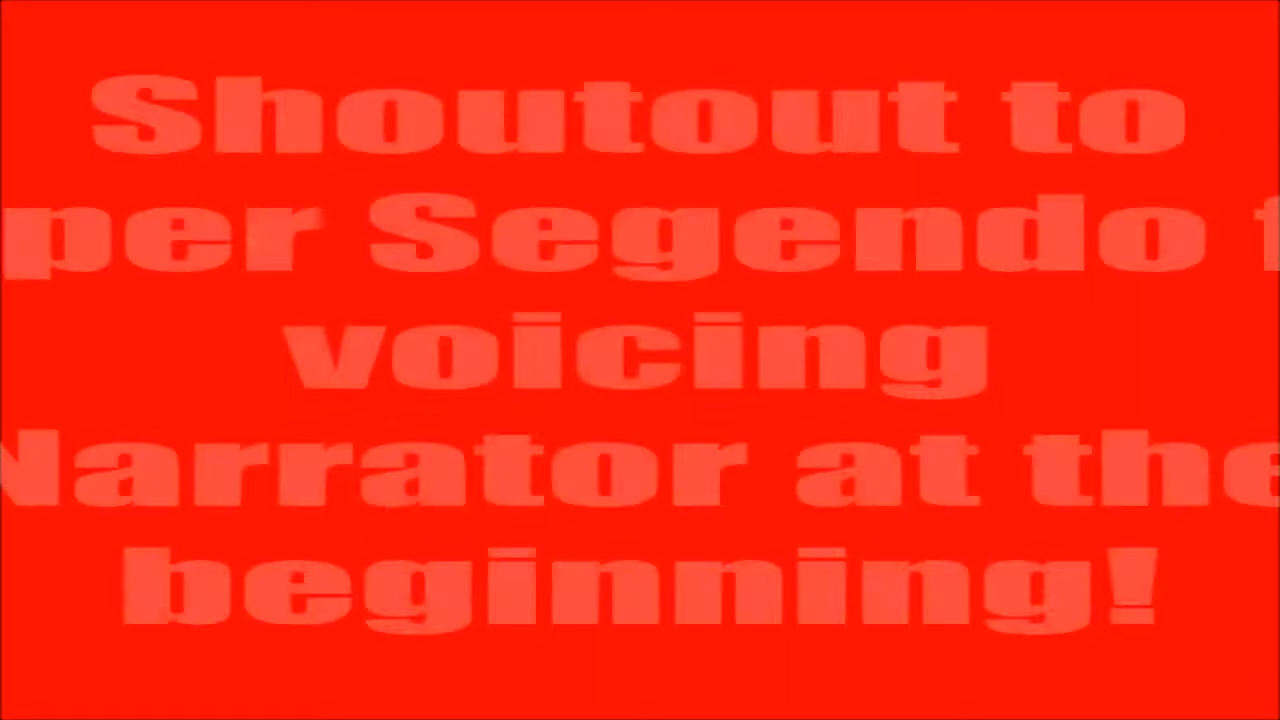 Shoutout to
per Segendo f
voicing
Narrator at the
beginning!